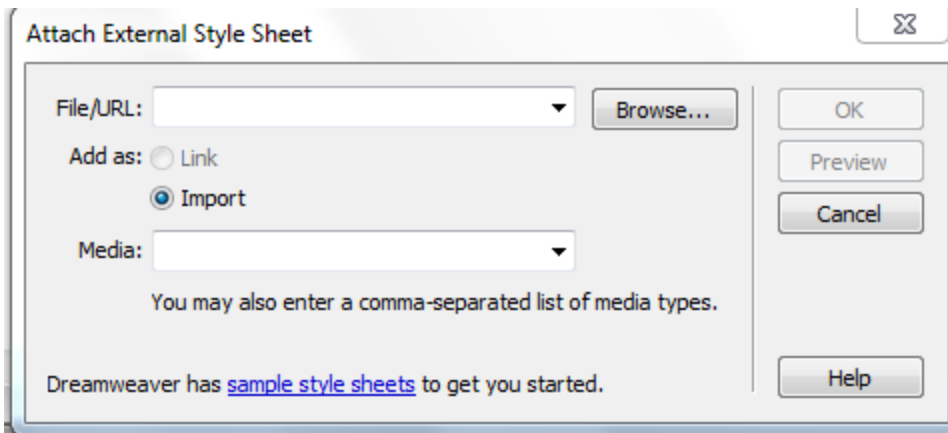 Attach External Style Sheet
File/URL:
Browse...
OK
Add as:
Link
Preview
Import
Cancel
Media:
You may also enter a comma-separated list of media types.
Dreamweaver has sample style sheets to get you started.
Help